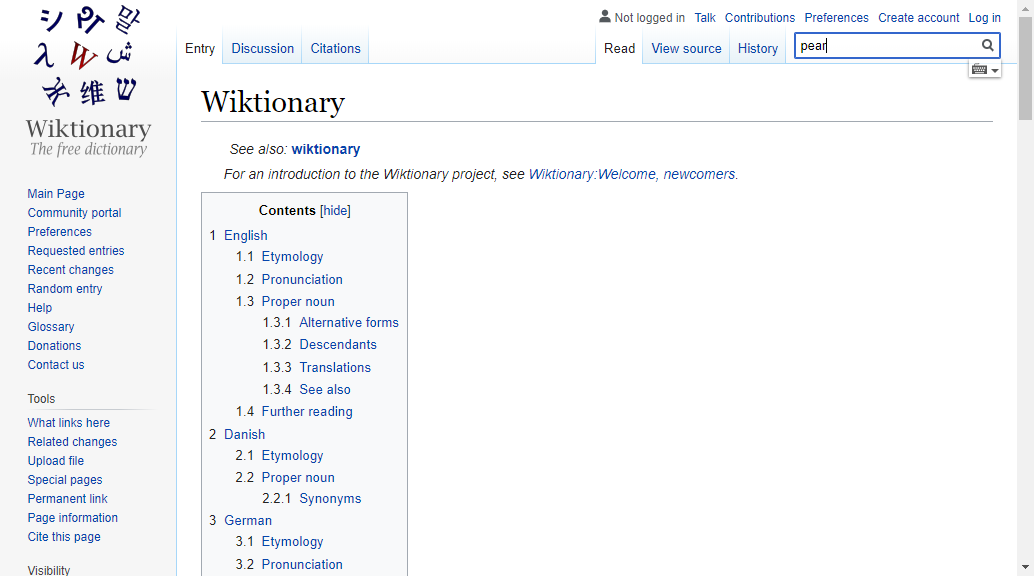 シ
예
말
λ
W
ش
维
ש
Wiktionary
The free dictionary
Main Page
Community portal
Preferences
Requested entries
Recent changes
Random entry
Help
Glossary
Donations
Contact us
Tools
What links here
Related changes
Upload file
Special pages
Permanent link
Page information
Cite this page
Visibility
Not logged in Talk Contributions Preferences Create account Log in
Entry Discussion Citations Read View source History pear
Wiktionary
See also: wiktionary
For an introduction to the Wiktionary project, see Wiktionary:Welcome, newcomers.
Contents [hide]
1 English
1.1 Etymology
1.2 Pronunciation
1.3 Proper noun
1.3.1 Alternative forms
1.3.2 Descendants
1.3.3 Translations
1.3.4 See also
1.4 Further reading
2 Danish
2.1 Etymology
2.2 Proper noun
2.2.1 Synonyms
3 German
3.1 Etymology
3.2 Pronunciation